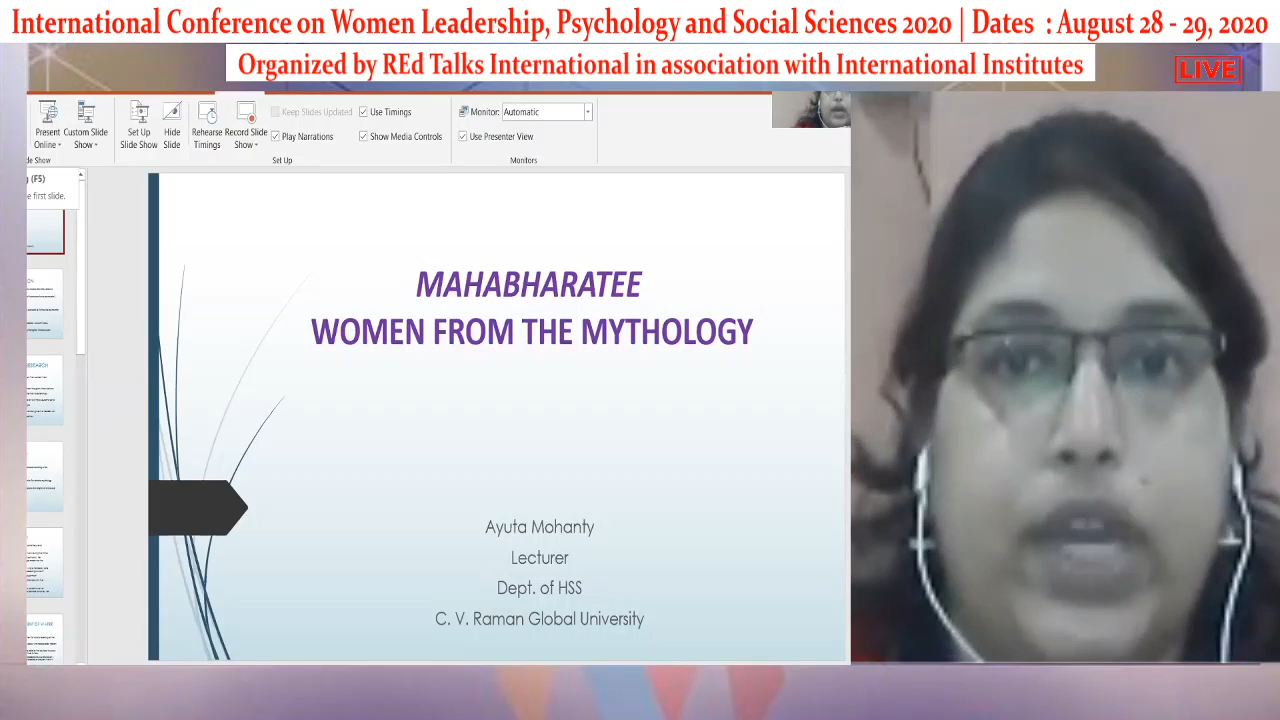 International Conference on Women Leadership, Psychology and Social Sciences 2020 | Dates : August 28 - 29, 2020
Organized by REd Talks International in association with International Institutes
LIVE
Present Online
Custom Slide Show
Set Up Slide Show
Hide Slide
Rehearse Timings
Record Slide Show
Keep Slides Updated
Play Narrations
Use Timings
Show Media Controls
Set Up
Monitor: Automatic
Use Presenter View
Monitors
(F5)
first slide.
MAHABHARATEE
WOMEN FROM THE MYTHOLOGY
Ayuta Mohanty
Lecturer
Dept. of HSS
C. V. Raman Global University